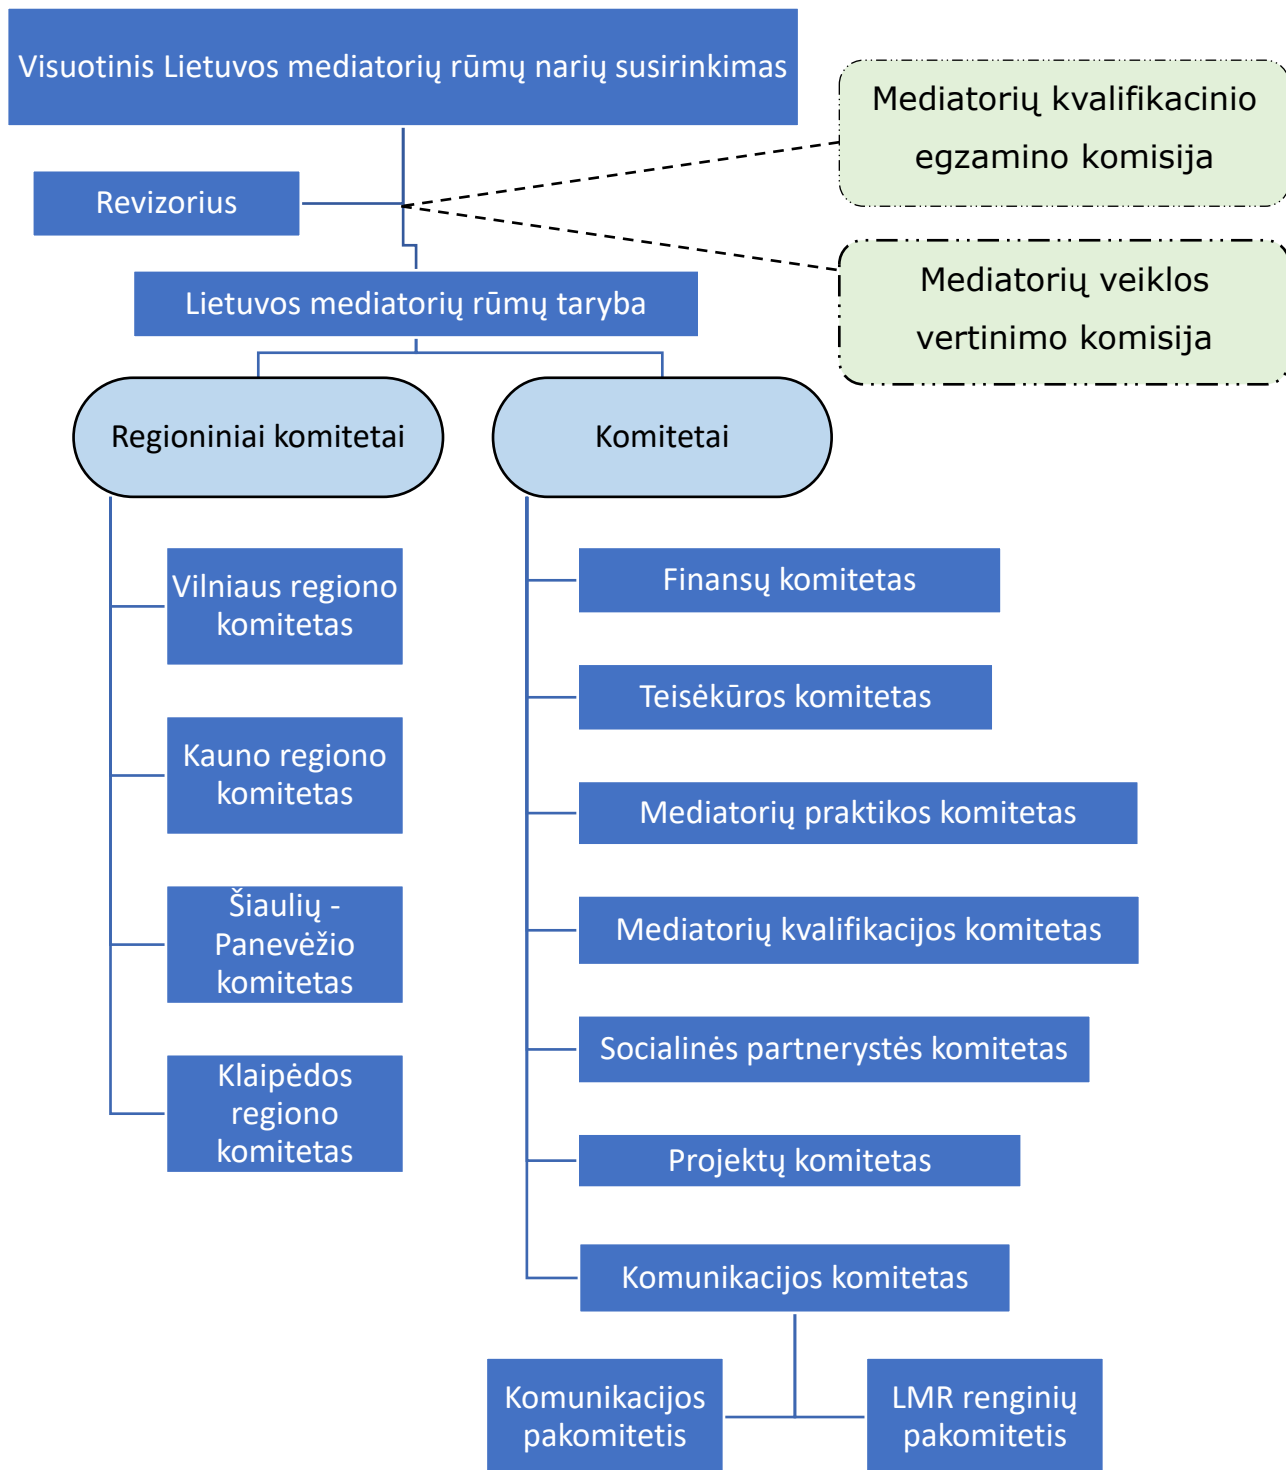 Visuotinis Lietuvos mediatorių rūmų narių susirinkimas
Mediatorių kvalifikacinio
egzamino komisija
Revizorius
Mediatorių veiklos
vertinimo komisija
Lietuvos mediatorių rūmų taryba
Regioniniai komitetai
Komitetai
Vilniaus regiono
komitetas
Kauno regiono
komitetas
Šiaulių -
Panevėžio
komitetas
Klaipėdos
regiono
komitetas
Finansų komitetas
Teisėkūros komitetas
Mediatorių praktikos komitetas
Mediatorių kvalifikacijos komitetas
Socialinės partnerystės komitetas
Projektų komitetas
Komunikacijos komitetas
Komunikacijos
pakomitetis
LMR renginių
pakomitetis